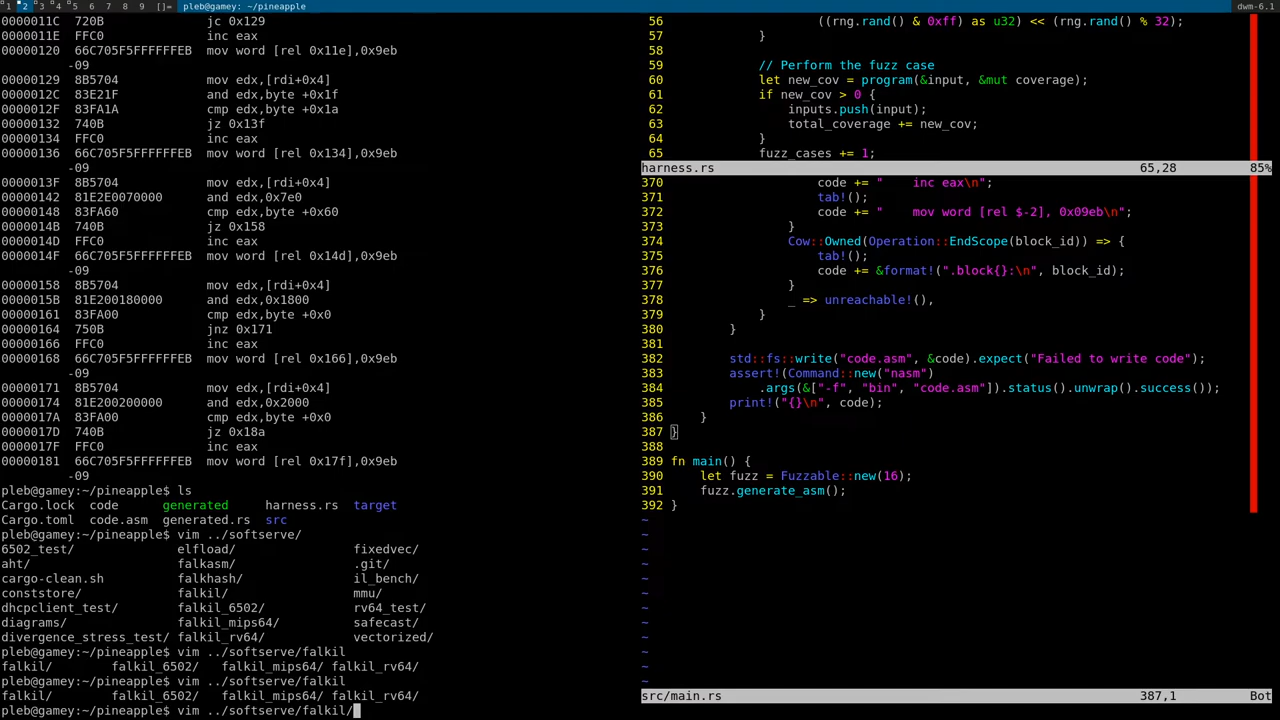 1 2 3 4 5 6 7 8 9 []= pleb@gamey: ~/pineapple dwm-6.1
0000011C  720B              jc 0x129
0000011E  FFC0              inc eax
00000120  66C705F5FFFFFFEB  mov word [rel 0x11e],0x9eb
         -09
00000129  8B5704            mov edx,[rdi+0x4]
0000012C  83E21F            and edx,byte +0x1f
0000012F  83FA1A            cmp edx,byte +0x1a
00000132  740B              jz 0x13f
00000134  FFC0              inc eax
00000136  66C705F5FFFFFFEB  mov word [rel 0x134],0x9eb
         -09
0000013F  8B5704            mov edx,[rdi+0x4]
00000142  81E2E0070000      and edx,0x7e0
00000148  83FA60            cmp edx,byte +0x60
0000014B  740B              jz 0x158
0000014D  FFC0              inc eax
0000014F  66C705F5FFFFFFEB  mov word [rel 0x14d],0x9eb
         -09
00000158  8B5704            mov edx,[rdi+0x4]
0000015B  81E200180000      and edx,0x1800
00000161  83FA00            cmp edx,byte +0x0
00000164  750B              jnz 0x171
00000166  FFC0              inc eax
00000168  66C705F5FFFFFFEB  mov word [rel 0x166],0x9eb
         -09
00000171  8B5704            mov edx,[rdi+0x4]
00000174  81E200200000      and edx,0x2000
0000017A  83FA00            cmp edx,byte +0x0
0000017D  740B              jz 0x18a
0000017F  FFC0              inc eax
00000181  66C705F5FFFFFFEB  mov word [rel 0x17f],0x9eb
         -09
pleb@gamey:~/pineapple$ ls
Cargo.lock  code      generated     harness.rs  target
Cargo.toml  code.asm  generated.rs  src
pleb@gamey:~/pineapple$ vim ../softserve/
6502_test/              elfload/                fixedvec/
aht/                    falkasm/                .git/
cargo-clean.sh          falkhash/               il_bench/
conststore/             falkil/                 mmu/
dhcpclient_test/        falkil_6502/            rv64_test/
diagrams/               falkil_mips64/          safecast/
divergence_stress_test/ falkil_rv64/            vectorized/
pleb@gamey:~/pineapple$ vim ../softserve/falkil
falkil/        falkil_6502/   falkil_mips64/ falkil_rv64/
pleb@gamey:~/pineapple$ vim ../softserve/falkil
falkil/        falkil_6502/   falkil_mips64/ falkil_rv64/
pleb@gamey:~/pineapple$ vim ../softserve/falkil/
56                     ((rng.rand() & 0xff) as u32) << (rng.rand() % 32);
57             }
58
59             // Perform the fuzz case
60             let new_cov = program(&input, &mut coverage);
61             if new_cov > 0 {
62                 inputs.push(input);
63                 total_coverage += new_cov;
64             }
65             fuzz_cases += 1;
harness.rs 65,28 85%
370                     code += "    inc eax\n";
371                     tab!();
372                     code += "    mov word [rel $-2], 0x09eb\n";
373                 }
374                 Cow::Owned(Operation::EndScope(block_id)) => {
375                     tab!();
376                     code += &format!(".block{}:\n", block_id);
377                 }
378                 _ => unreachable!(),
379             }
380         }
381
382         std::fs::write("code.asm", &code).expect("Failed to write code");
383         assert!(Command::new("nasm")
384             .args(&["-f", "bin", "code.asm"]).status().unwrap().success());
385         print!("{}\n", code);
386     }
387 }
388
389 fn main() {
390     let fuzz = Fuzzable::new(16);
391     fuzz.generate_asm();
392 }
~
~
~
~
~
~
~
~
~
~
~
~
src/main.rs 387,1 Bot